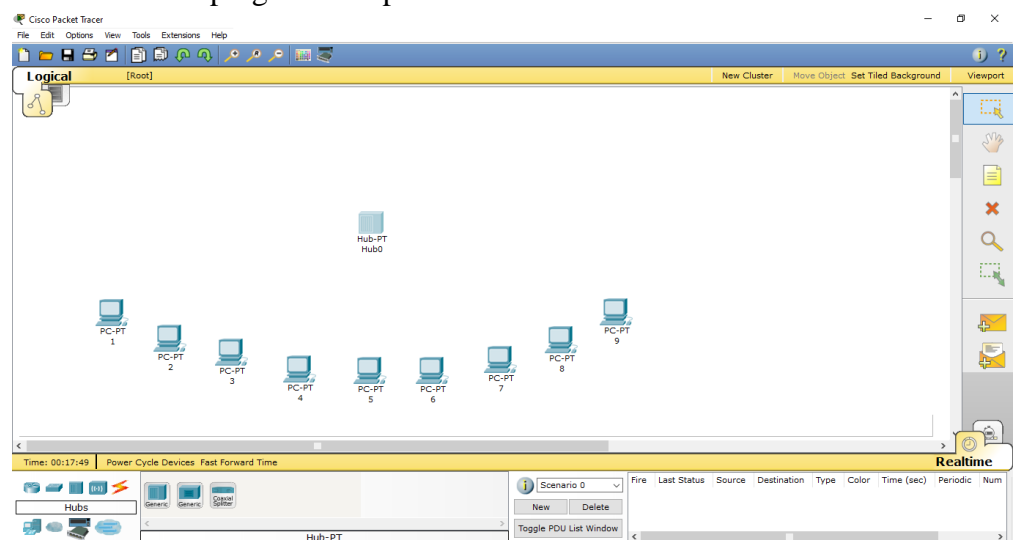 Cisco Packet Tracer
File Edit Options View Tools Extensions Help
Logical [Root] New Cluster Move Object Set Tiled Background Viewport
Hub-PT
Hub0
PC-PT
1
PC-PT
2
PC-PT
3
PC-PT
4
PC-PT
5
PC-PT
6
PC-PT
7
PC-PT
8
PC-PT
9
Time: 00:17:49 Power Cycle Devices Fast Forward Time Realtime
Hubs
Generic Generic Coaxial Splitter
Hub-PT
Scenario 0
New Delete
Toggle PDU List Window
Fire Last Status Source Destination Type Color Time (sec) Periodic Num